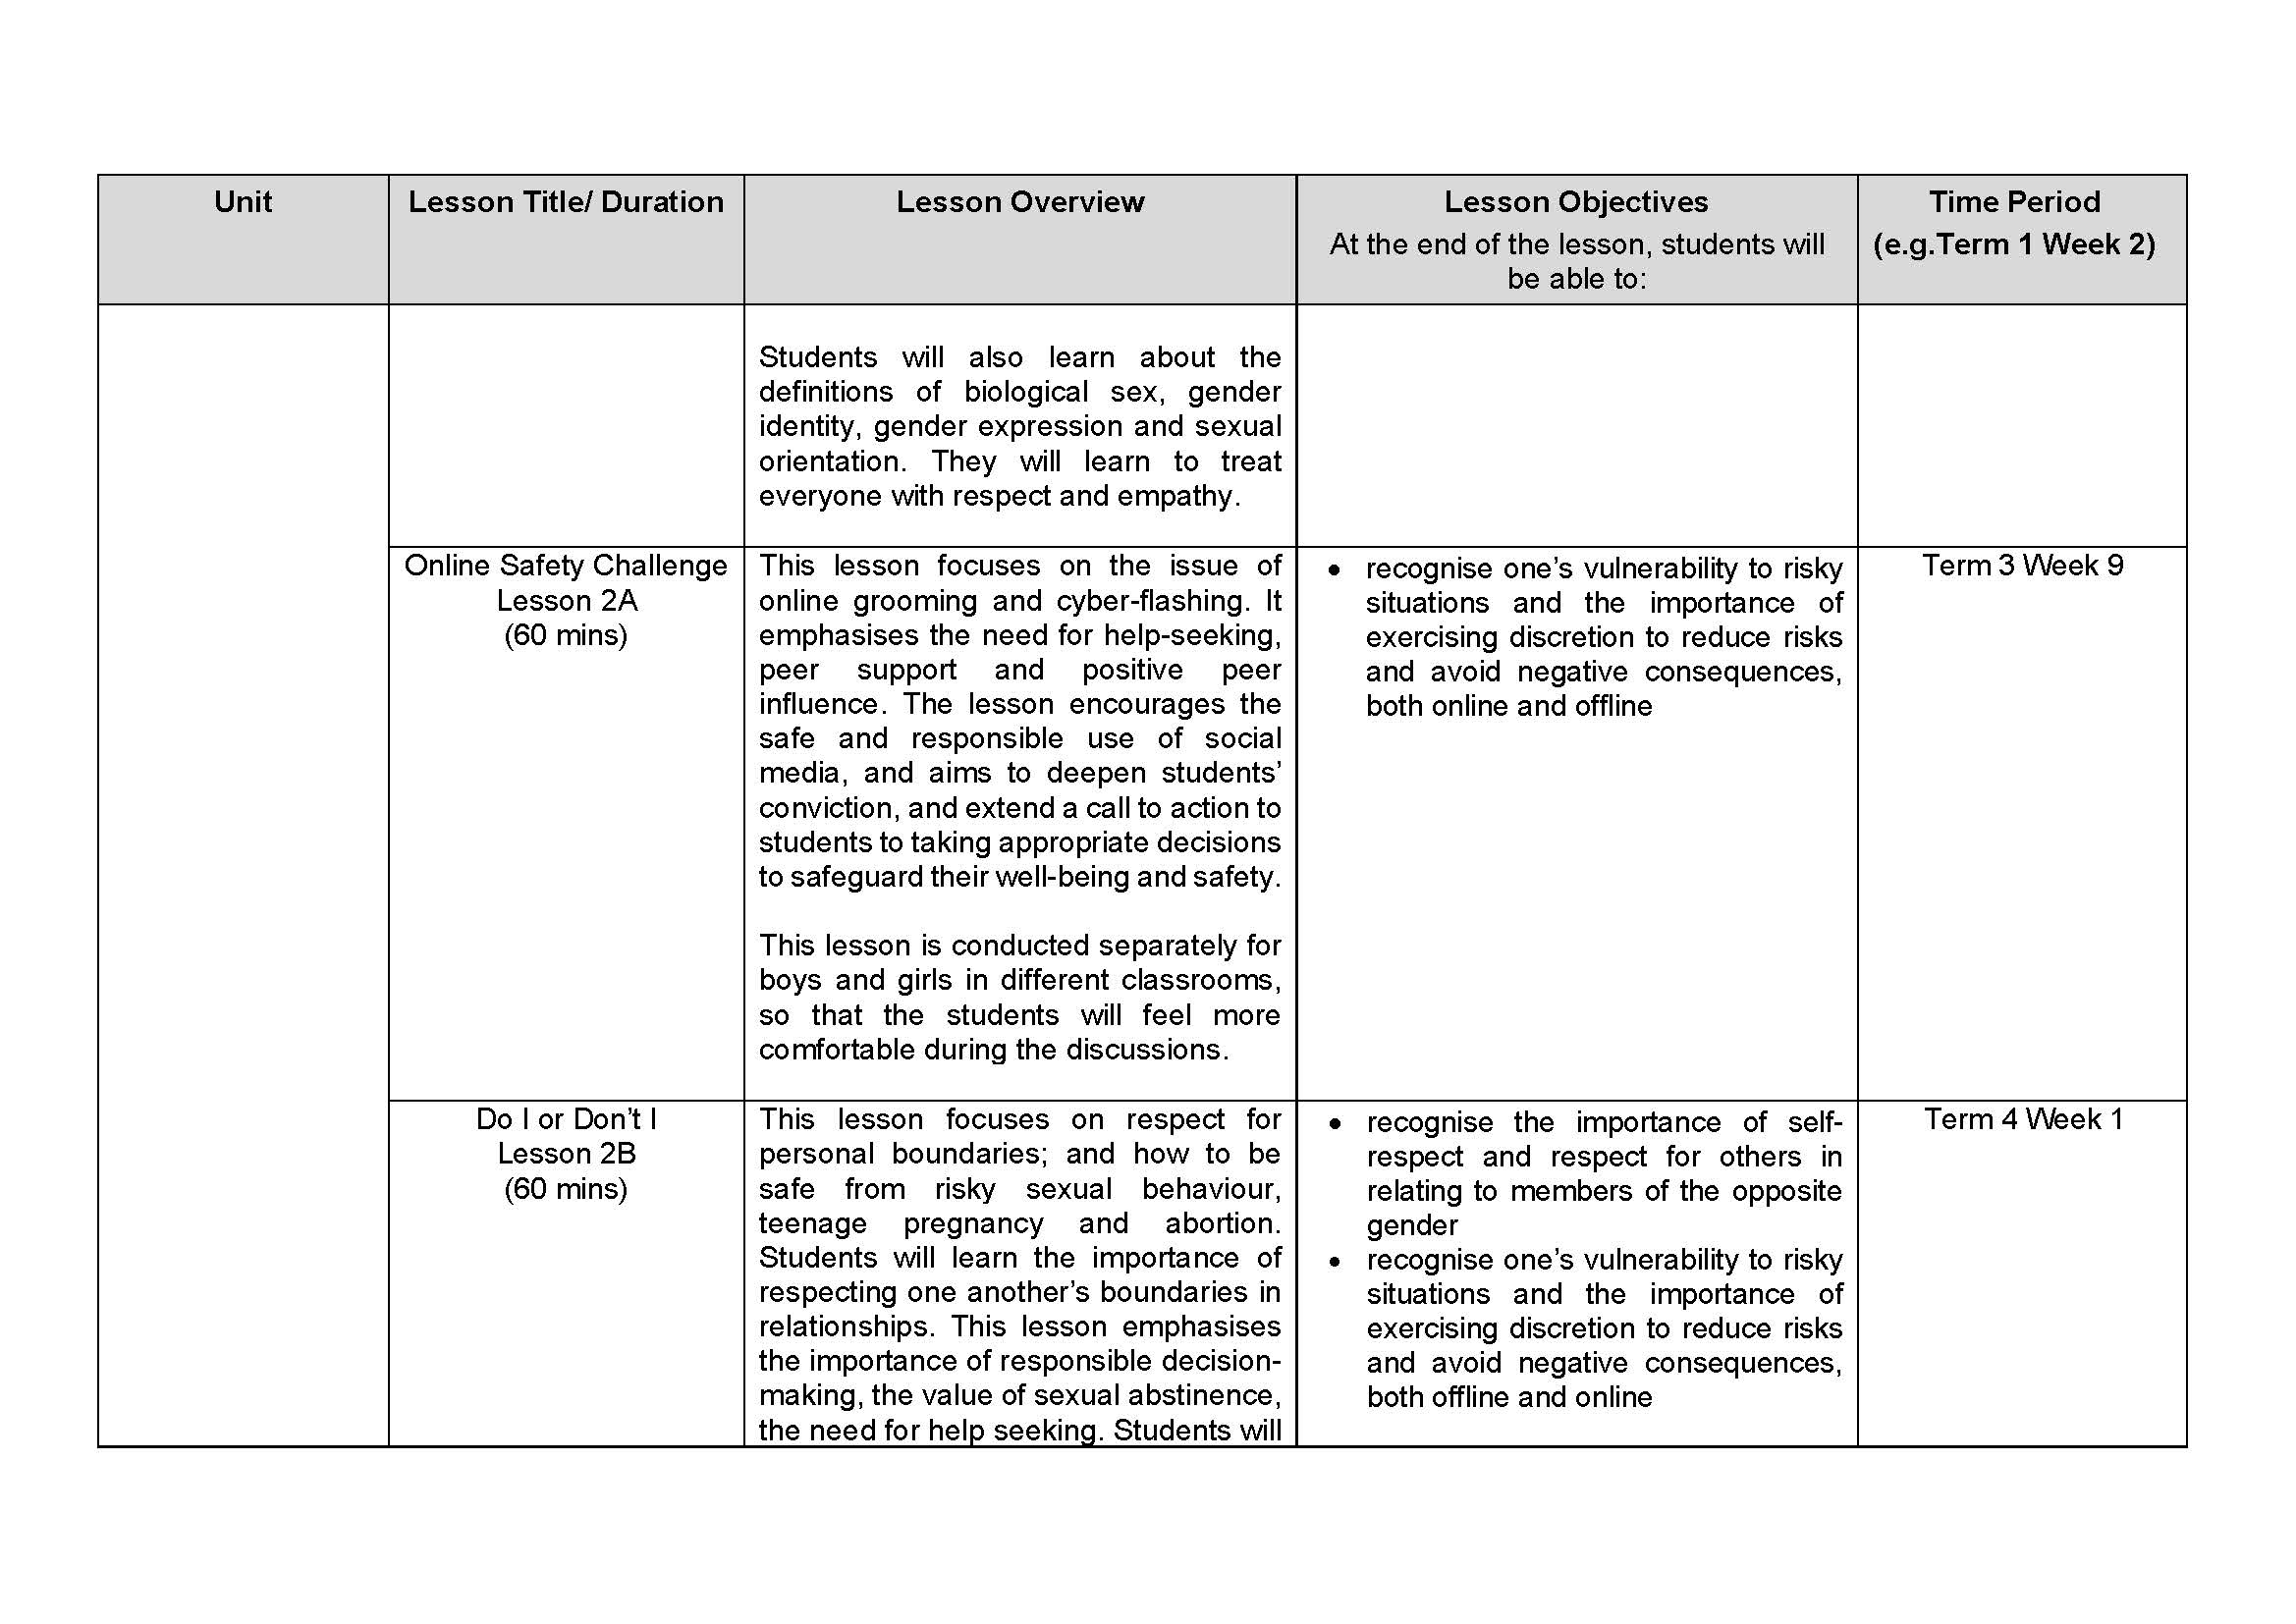 Unit
Lesson Title/ Duration
Lesson Overview
Lesson Objectives
At the end of the lesson, students will
be able to:
Time Period
(e.g.Term 1 Week 2)
Students will also learn about the
definitions of biological sex, gender
identity, gender expression and sexual
orientation. They will learn to treat
everyone with respect and empathy.
Online Safety Challenge
Lesson 2A
(60 mins)
This lesson focuses on the issue of
online grooming and cyber-flashing. It
emphasises the need for help-seeking,
peer support and positive peer
influence. The lesson encourages the
safe and responsible use of social
media, and aims to deepen students’
conviction, and extend a call to action to
students to taking appropriate decisions
to safeguard their well-being and safety.
This lesson is conducted separately for
boys and girls in different classrooms,
so that the students will feel more
comfortable during the discussions.
• recognise one’s vulnerability to risky
situations and the importance of
exercising discretion to reduce risks
and avoid negative consequences,
both online and offline
Term 3 Week 9
Do I or Don’t I
Lesson 2B
(60 mins)
This lesson focuses on respect for
personal boundaries; and how to be
safe from risky sexual behaviour,
teenage pregnancy and abortion.
Students will learn the importance of
respecting one another’s boundaries in
relationships. This lesson emphasises
the importance of responsible decision-
making, the value of sexual abstinence,
the need for help seeking. Students will
• recognise the importance of self-
respect and respect for others in
relating to members of the opposite
gender
• recognise one’s vulnerability to risky
situations and the importance of
exercising discretion to reduce risks
and avoid negative consequences,
both offline and online
Term 4 Week 1